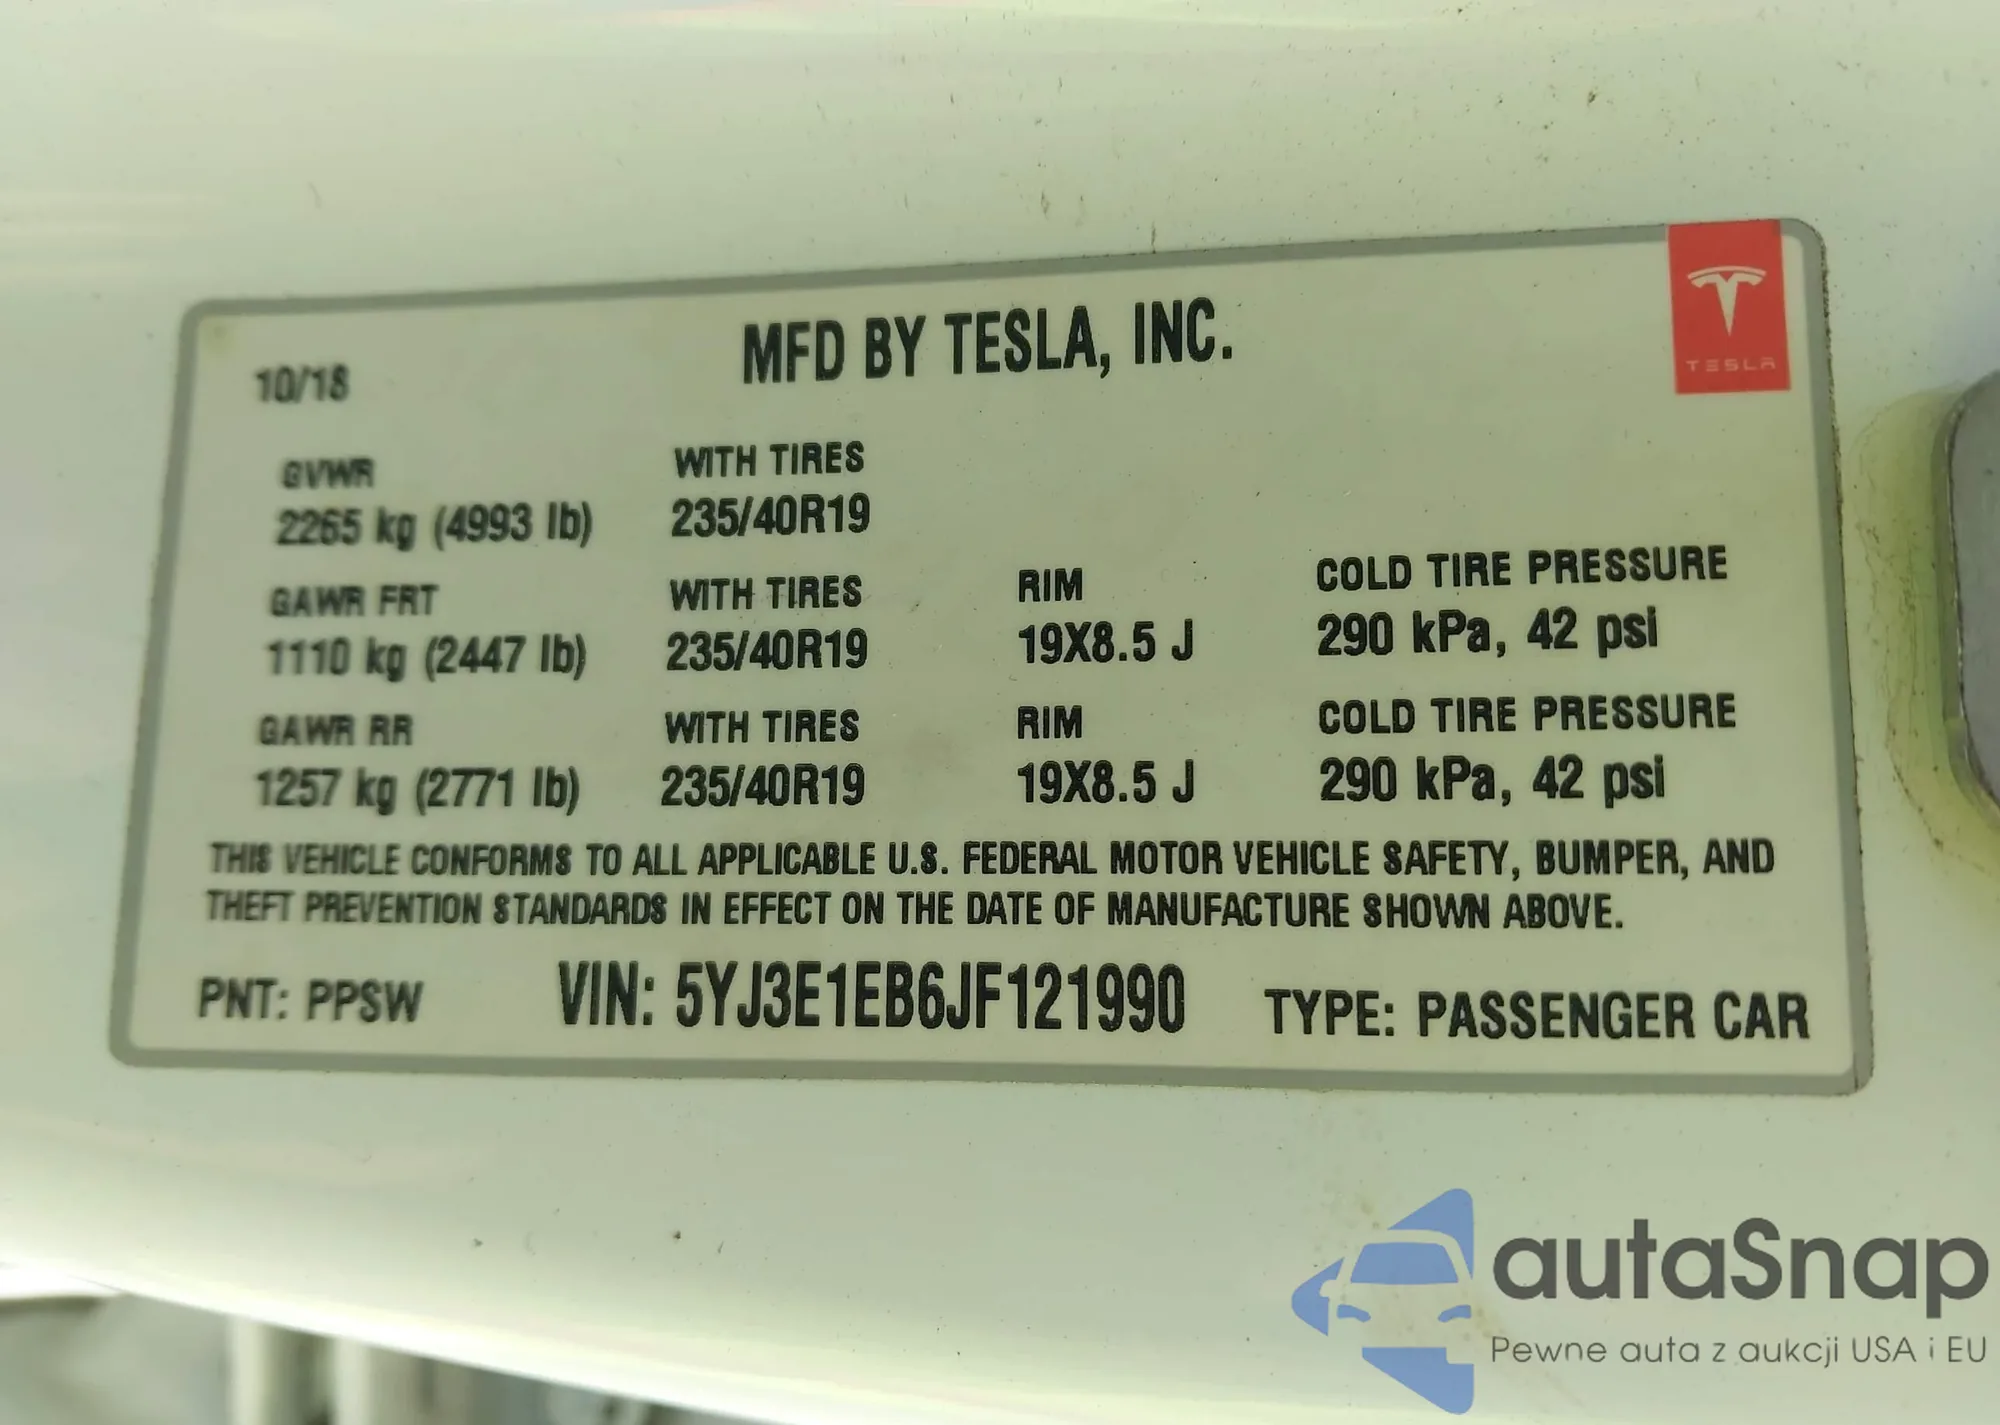 TESLA
MFD BY TESLA, INC.
10/18
GVWR WITH TIRES
2265 kg (4993 lb) 235/40R19
GAWR FRT WITH TIRES RIM COLD TIRE PRESSURE
1110 kg (2447 lb) 235/40R19 19X8.5 J 290 kPa, 42 psi
GAWR RR WITH TIRES RIM COLD TIRE PRESSURE
1257 kg (2771 lb) 235/40R19 19X8.5 J 290 kPa, 42 psi
THIS VEHICLE CONFORMS TO ALL APPLICABLE U.S. FEDERAL MOTOR VEHICLE SAFETY, BUMPER, AND
THEFT PREVENTION STANDARDS IN EFFECT ON THE DATE OF MANUFACTURE SHOWN ABOVE.
PNT: PPSW VIN: 5YJ3E1EB6JF121990 TYPE: PASSENGER CAR
autaSnap
Pewne auta z aukcji USA i EU